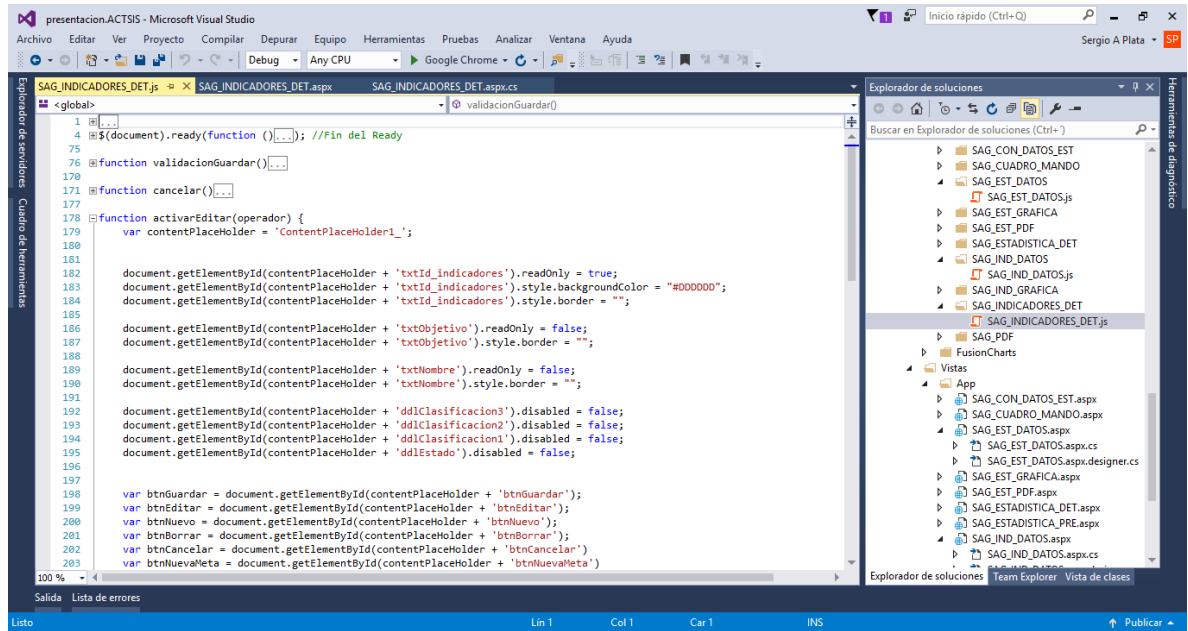 presentacion.ACTSIS - Microsoft Visual Studio
1
Inicio rápido (Ctrl+Q)
Archivo Editar Ver Proyecto Compilar Depurar Equipo Herramientas Pruebas Analizar Ventana Ayuda
Sergio A Plata
SP
Debug Any CPU Google Chrome
Explorador de servidores
Cuadro de herramientas
SAG_INDICADORES_DET.js SAG_INDICADORES_DET.aspx SAG_INDICADORES_DET.aspx.cs
<global> validacionGuardar()
1 ...
4 $(document).ready(function ()...); //Fin del Ready
75
76 function validacionGuardar()...
170
171 function cancelar()...
177
178 function activarEditar(operador) {
179 var contentPlaceHolder = 'ContentPlaceHolder1_';
180
181
182 document.getElementById(contentPlaceHolder + 'txtId_indicadores').readOnly = true;
183 document.getElementById(contentPlaceHolder + 'txtId_indicadores').style.backgroundColor = "#DDDDDD";
184 document.getElementById(contentPlaceHolder + 'txtId_indicadores').style.border = "";
185
186 document.getElementById(contentPlaceHolder + 'txtObjetivo').readOnly = false;
187 document.getElementById(contentPlaceHolder + 'txtObjetivo').style.border = "";
188
189 document.getElementById(contentPlaceHolder + 'txtNombre').readOnly = false;
190 document.getElementById(contentPlaceHolder + 'txtNombre').style.border = "";
191
192 document.getElementById(contentPlaceHolder + 'ddlClasificacion3').disabled = false;
193 document.getElementById(contentPlaceHolder + 'ddlClasificacion2').disabled = false;
194 document.getElementById(contentPlaceHolder + 'ddlClasificacion1').disabled = false;
195 document.getElementById(contentPlaceHolder + 'ddlEstado').disabled = false;
196
197
198 var btnGuardar = document.getElementById(contentPlaceHolder + 'btnGuardar');
199 var btnEditar = document.getElementById(contentPlaceHolder + 'btnEditar');
200 var btnNuevo = document.getElementById(contentPlaceHolder + 'btnNuevo');
201 var btnBorrar = document.getElementById(contentPlaceHolder + 'btnBorrar');
202 var btnCancelar = document.getElementById(contentPlaceHolder + 'btnCancelar')
203 var btnNuevaMeta = document.getElementById(contentPlaceHolder + 'btnNuevaMeta')
100 %
Explorador de soluciones
Buscar en Explorador de soluciones (Ctrl+´)
SAG_CON_DATOS_EST
SAG_CUADRO_MANDO
SAG_EST_DATOS
SAG_EST_DATOS.js
SAG_EST_GRAFICA
SAG_EST_PDF
SAG_ESTADISTICA_DET
SAG_IND_DATOS
SAG_IND_DATOS.js
SAG_IND_GRAFICA
SAG_INDICADORES_DET
SAG_INDICADORES_DET.js
SAG_PDF
FusionCharts
Vistas
App
SAG_CON_DATOS_EST.aspx
SAG_CUADRO_MANDO.aspx
SAG_EST_DATOS.aspx
SAG_EST_DATOS.aspx.cs
SAG_EST_DATOS.aspx.designer.cs
SAG_EST_GRAFICA.aspx
SAG_EST_PDF.aspx
SAG_ESTADISTICA_DET.aspx
SAG_ESTADISTICA_PRE.aspx
SAG_IND_DATOS.aspx
SAG_IND_DATOS.aspx.cs
Explorador de soluciones Team Explorer Vista de clases
Herramientas de diagnóstico
Salida Lista de errores
Listo Lín 1 Col 1 Car 1 INS Publicar